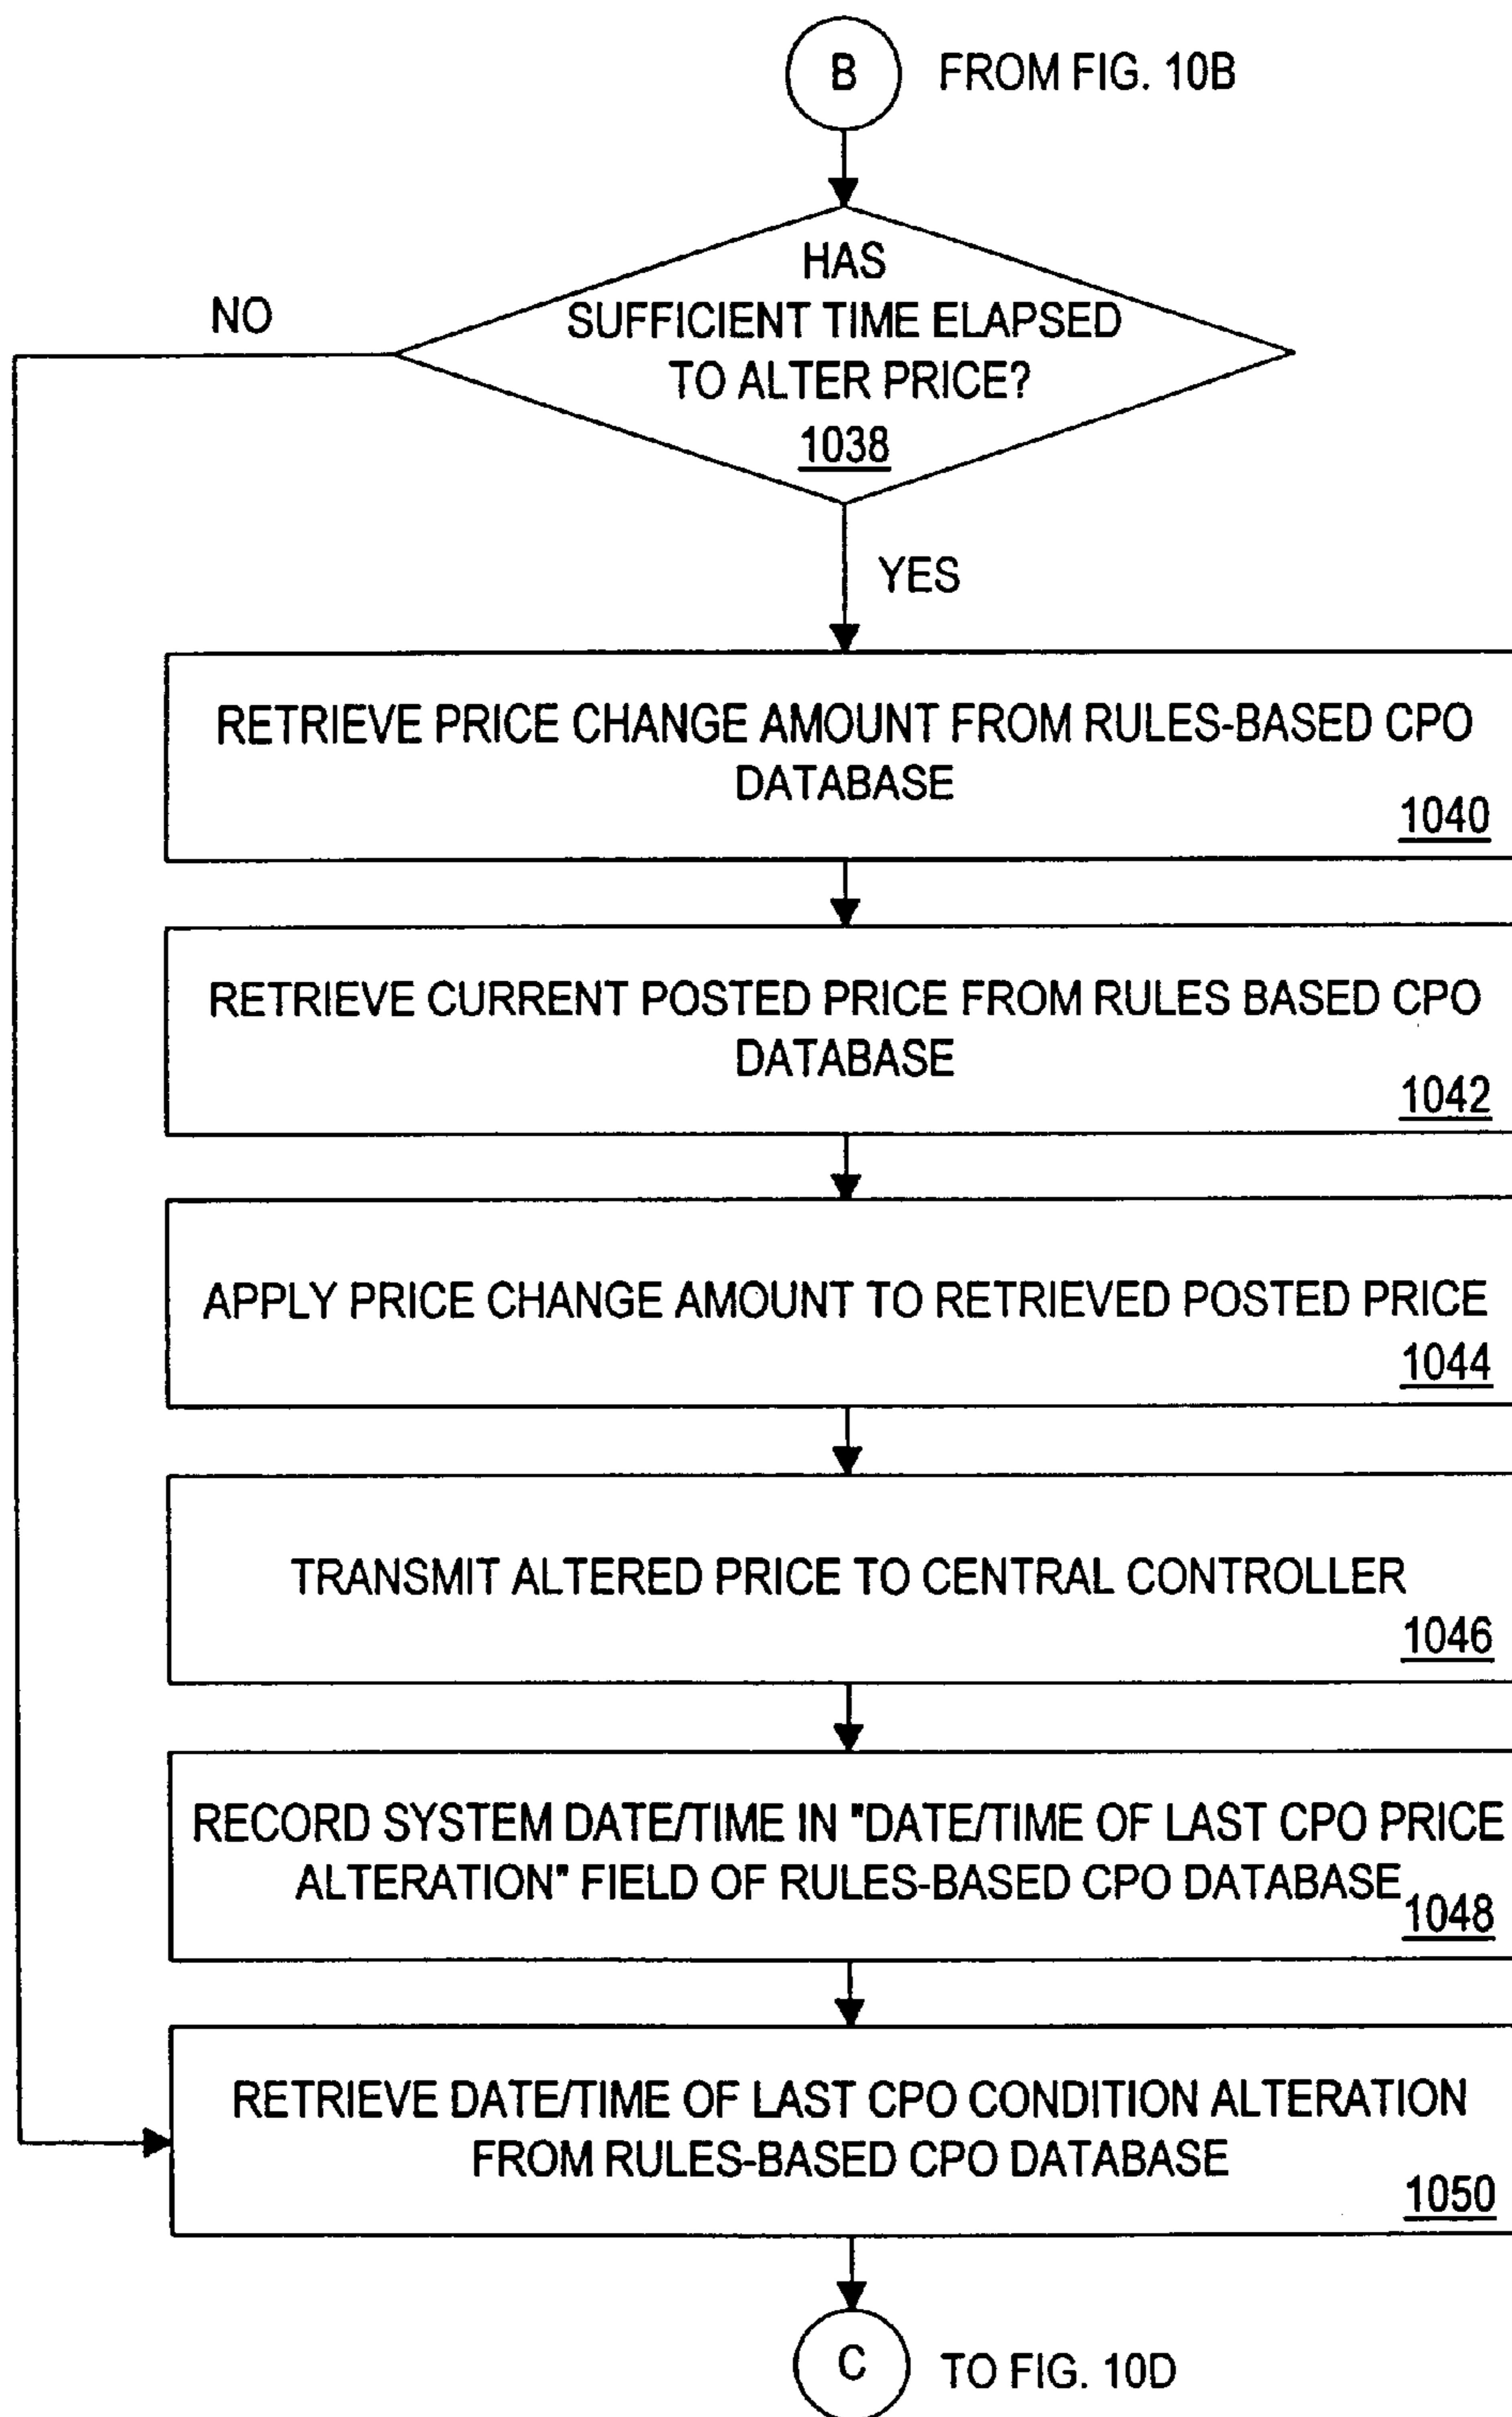 B FROM FIG. 10B
HAS
SUFFICIENT TIME ELAPSED
TO ALTER PRICE?
1038
NO
YES
RETRIEVE PRICE CHANGE AMOUNT FROM RULES-BASED CPO
DATABASE
1040
RETRIEVE CURRENT POSTED PRICE FROM RULES BASED CPO
DATABASE
1042
APPLY PRICE CHANGE AMOUNT TO RETRIEVED POSTED PRICE
1044
TRANSMIT ALTERED PRICE TO CENTRAL CONTROLLER
1046
RECORD SYSTEM DATE/TIME IN "DATE/TIME OF LAST CPO PRICE
ALTERATION" FIELD OF RULES-BASED CPO DATABASE
1048
RETRIEVE DATE/TIME OF LAST CPO CONDITION ALTERATION
FROM RULES-BASED CPO DATABASE
1050
C TO FIG. 10D